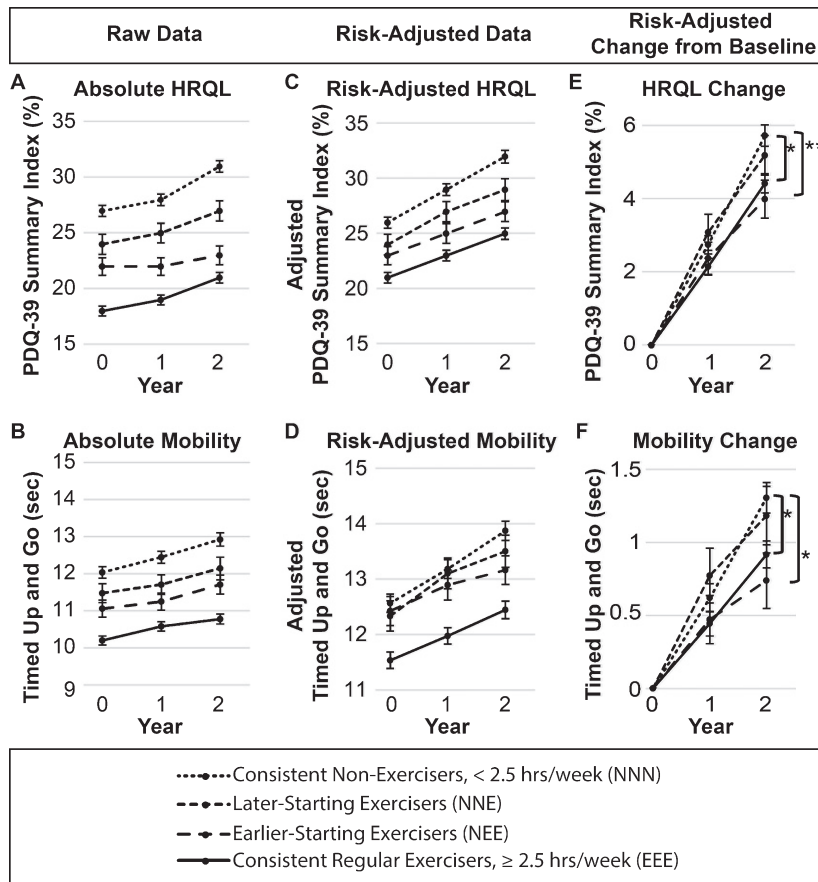 Raw Data
Risk-Adjusted Data
Risk-Adjusted
Change from Baseline
A
Absolute HRQL
PDQ-39 Summary Index (%)
35
30
25
20
15
0 1 2
Year
C
Risk-Adjusted HRQL
Adjusted
PDQ-39 Summary Index (%)
35
30
25
20
15
0 1 2
Year
E
HRQL Change
PDQ-39 Summary Index (%)
6
4
2
0
0 1 2
Year
*
**
B
Absolute Mobility
Timed Up and Go (sec)
15
14
13
12
11
10
9
0 1 2
Year
D
Risk-Adjusted Mobility
Adjusted
Timed Up and Go (sec)
15
14
13
12
11
0 1 2
Year
F
Mobility Change
Timed Up and Go (sec)
1.5
1
0.5
0
0 1 2
Year
*
*
Consistent Non-Exercisers, < 2.5 hrs/week (NNN)
Later-Starting Exercisers (NNE)
Earlier-Starting Exercisers (NEE)
Consistent Regular Exercisers, ≥ 2.5 hrs/week (EEE)